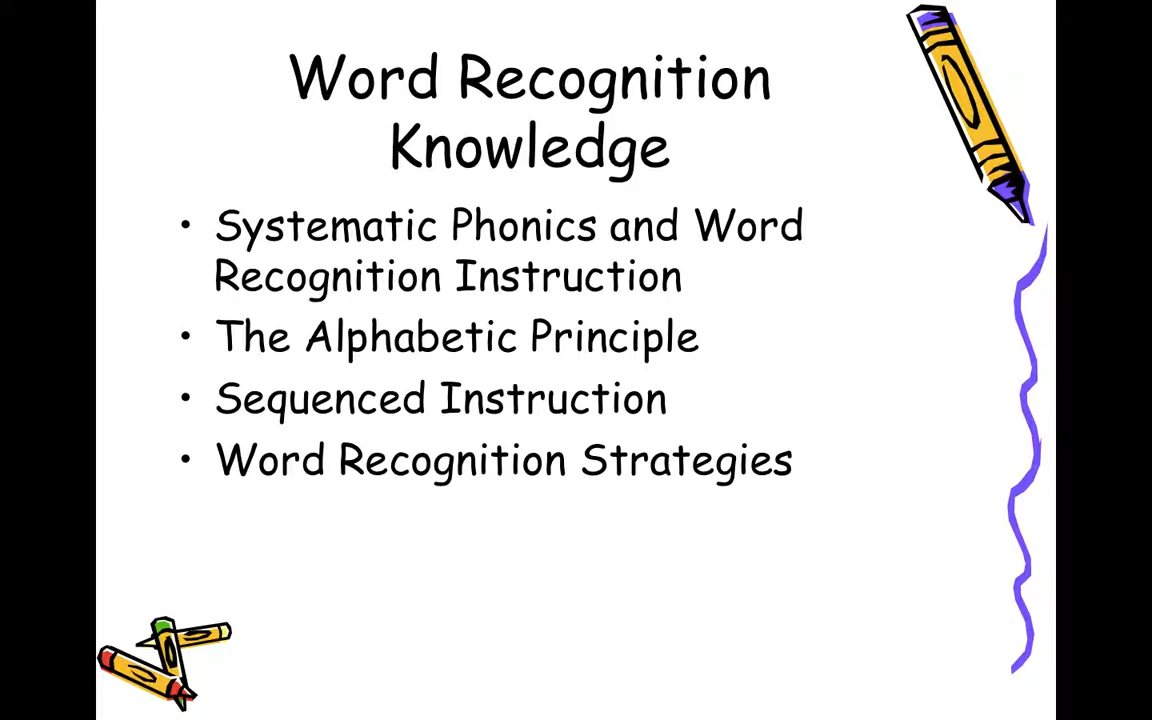 Word Recognition
Knowledge
• Systematic Phonics and Word
Recognition Instruction
• The Alphabetic Principle
• Sequenced Instruction
• Word Recognition Strategies